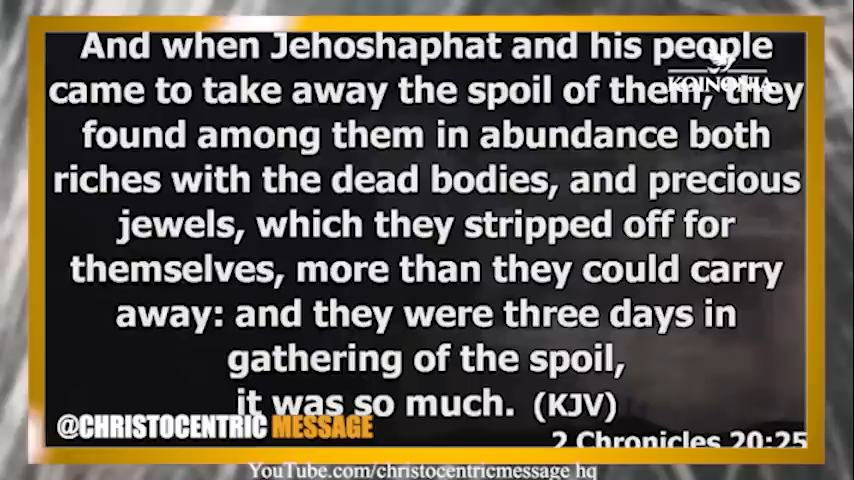 And when Jehoshaphat and his people
came to take away the spoil of them, they
found among them in abundance both
riches with the dead bodies, and precious
jewels, which they stripped off for
themselves, more than they could carry
away: and they were three days in
gathering of the spoil,
it was so much. (KJV)
2 Chronicles 20:25
KOINONIA
@CHRISTOCENTRIC MESSAGE
YouTube.com/christocentricmessage hq